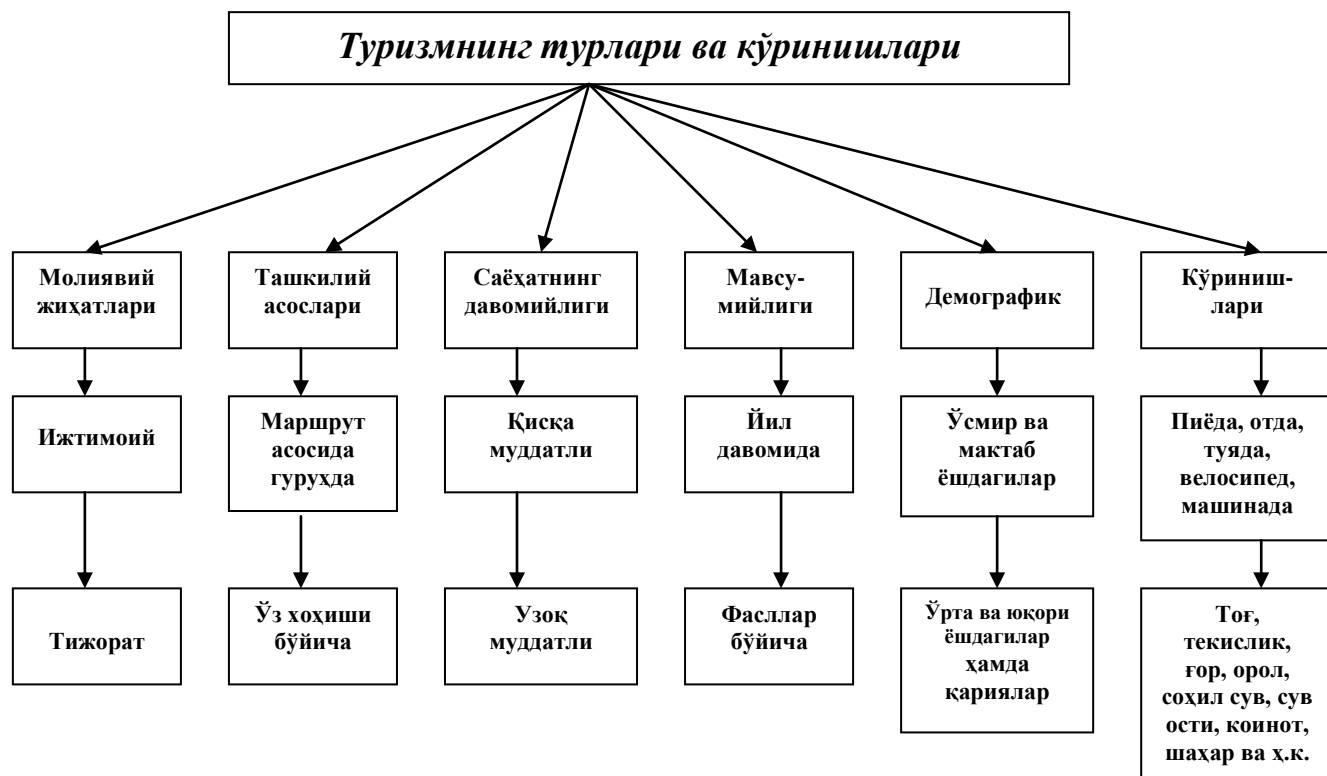 Туризмнинг турлари ва кўринишлари
Молиявий
жиҳатлари
Ташкилий
асослари
Саёҳатнинг
давомийлиги
Мавсу-
мийлиги
Демографик
Кўриниш-
лари
Ижтимоий
Маршрут
асосида
гуруҳда
Қисқа
муддатли
Йил
давомида
Ўсмир ва
мактаб
ёшдагилар
Пиёда, отда,
туяда,
велосипед,
машинада
Тижорат
Ўз хоҳиши
бўйича
Узоқ
муддатли
Фасллар
бўйича
Ўрта ва юқори
ёшдагилар
ҳамда
қариялар
Тоғ,
текислик,
ғор, орол,
соҳил сув, сув
ости, коинот,
шаҳар ва ҳ.к.